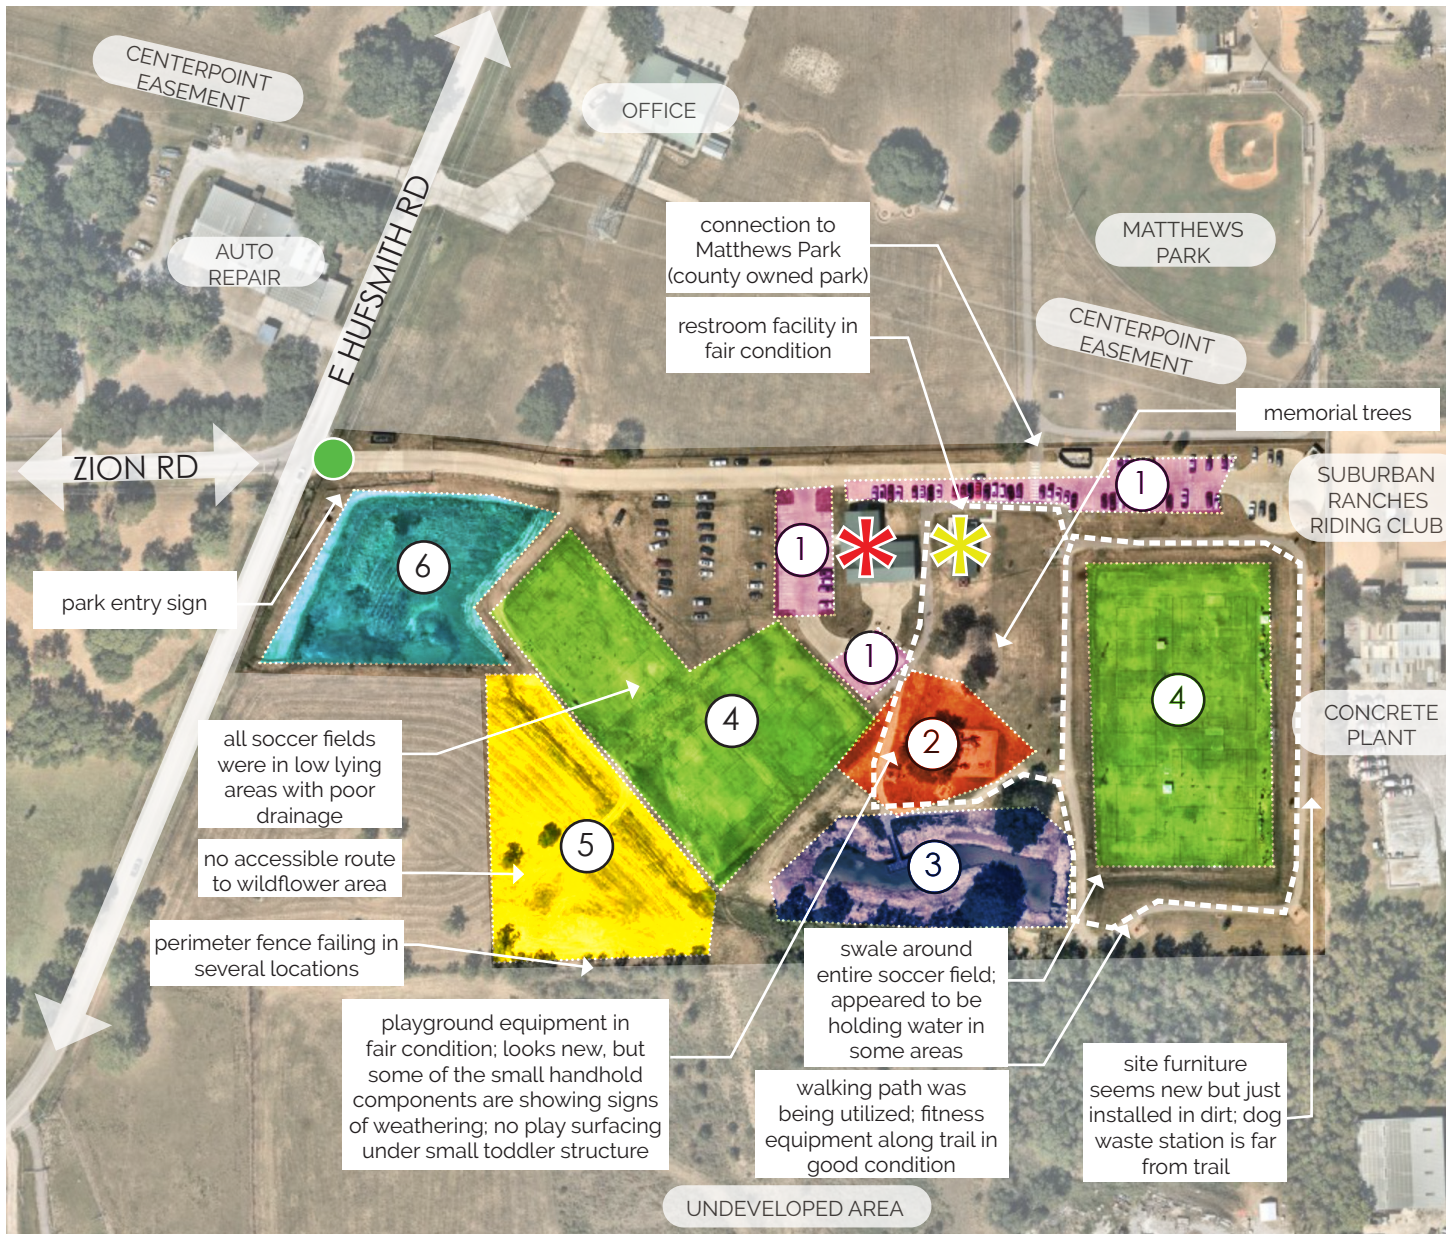 CENTERPOINT
EASEMENT
OFFICE
AUTO
REPAIR
E HUFSMITH RD
connection to
Matthews Park
(county owned park)
MATTHEWS
PARK
restroom facility in
fair condition
CENTERPOINT
EASEMENT
memorial trees
ZION RD
SUBURBAN
RANCHES
RIDING CLUB
1
1
6
park entry sign
1
4
4
2
CONCRETE
PLANT
all soccer fields
were in low lying
areas with poor
drainage
5
3
no accessible route
to wildflower area
perimeter fence failing in
several locations
swale around
entire soccer field;
appeared to be
holding water in
some areas
playground equipment in
fair condition; looks new, but
some of the small handhold
components are showing signs
of weathering; no play surfacing
under small toddler structure
walking path was
being utilized; fitness
equipment along trail in
good condition
site furniture
seems new but just
installed in dirt; dog
waste station is far
from trail
UNDEVELOPED AREA